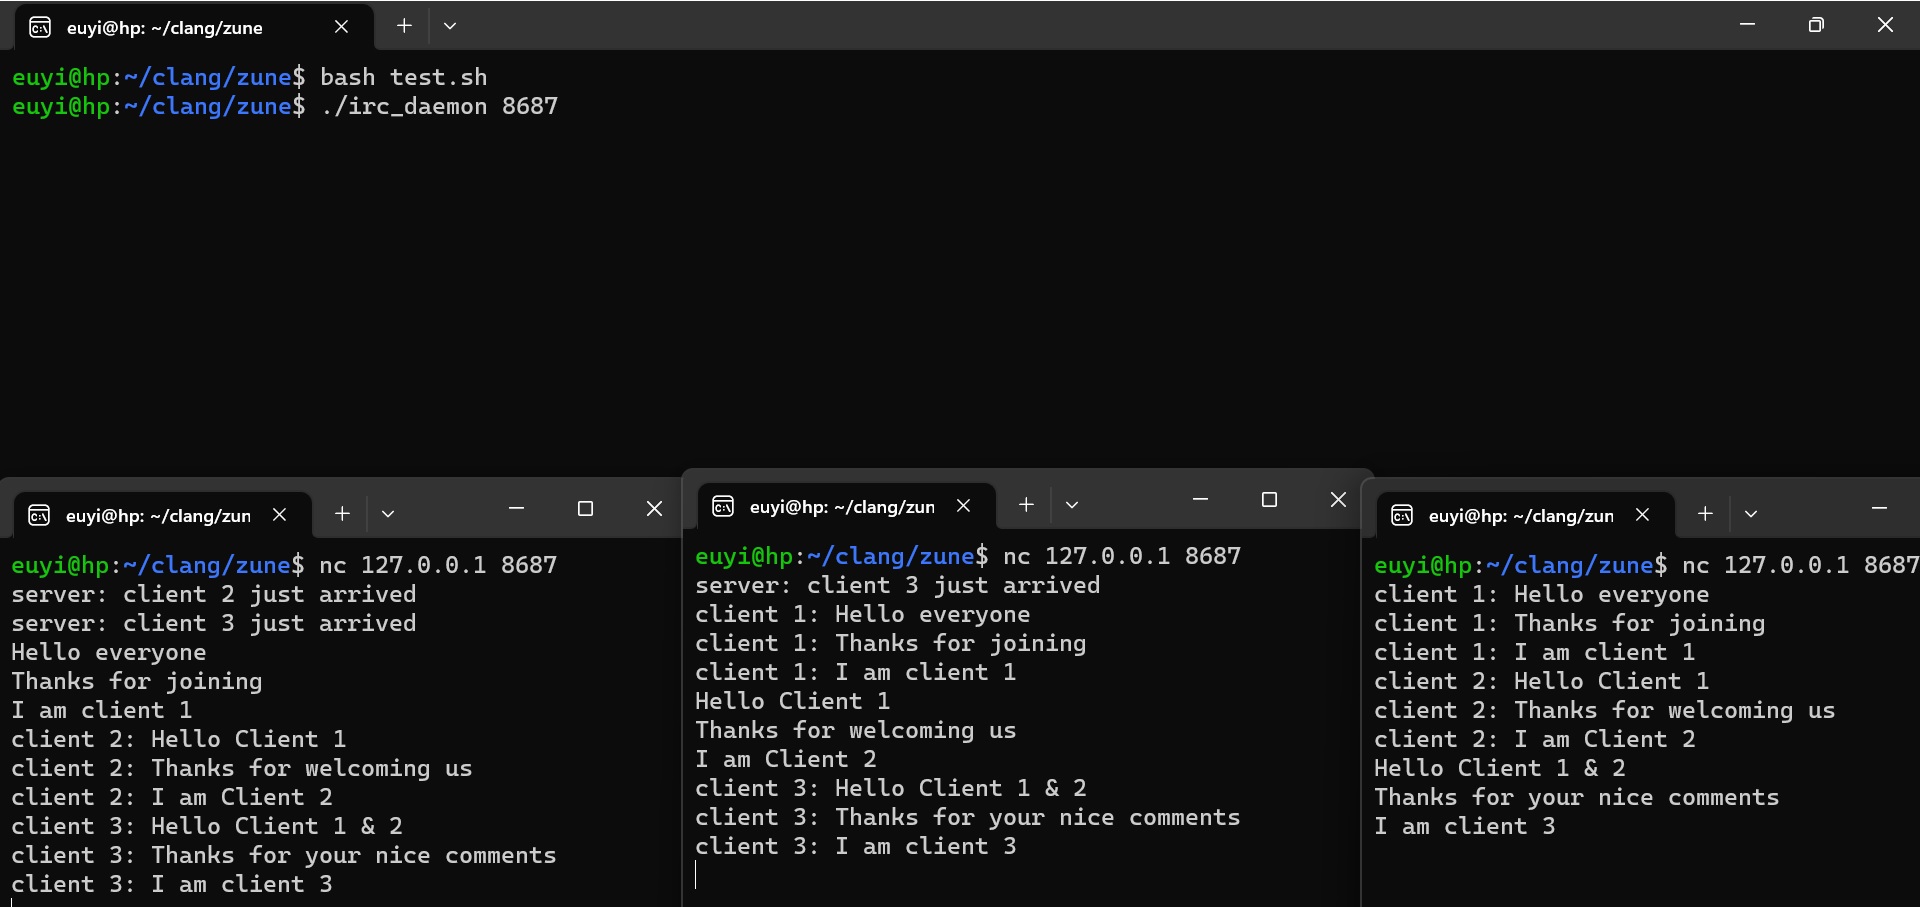 euyi@hp: ~/clang/zune
euyi@hp:~/clang/zune$ bash test.sh
euyi@hp:~/clang/zune$ ./irc_daemon 8687
euyi@hp: ~/clang/zun
euyi@hp:~/clang/zune$ nc 127.0.0.1 8687
server: client 2 just arrived
server: client 3 just arrived
Hello everyone
Thanks for joining
I am client 1
client 2: Hello Client 1
client 2: Thanks for welcoming us
client 2: I am Client 2
client 3: Hello Client 1 & 2
client 3: Thanks for your nice comments
client 3: I am client 3
euyi@hp: ~/clang/zun
euyi@hp:~/clang/zune$ nc 127.0.0.1 8687
server: client 3 just arrived
client 1: Hello everyone
client 1: Thanks for joining
client 1: I am client 1
Hello Client 1
Thanks for welcoming us
I am Client 2
client 3: Hello Client 1 & 2
client 3: Thanks for your nice comments
client 3: I am client 3
euyi@hp: ~/clang/zun
euyi@hp:~/clang/zune$ nc 127.0.0.1 8687
client 1: Hello everyone
client 1: Thanks for joining
client 1: I am client 1
client 2: Hello Client 1
client 2: Thanks for welcoming us
client 2: I am Client 2
Hello Client 1 & 2
Thanks for your nice comments
I am client 3